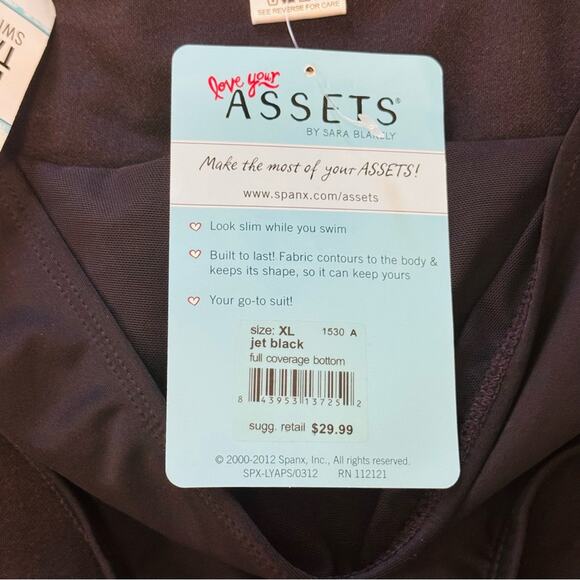 SEE REVERSE FOR CARE
love your
ASSETS®
BY SARA BLAKELY
Make the most of your ASSETS!
www.spanx.com/assets
Look slim while you swim
Built to last! Fabric contours to the body &
keeps its shape, so it can keep yours
Your go-to suit!
size: XL 1530 A
jet black
full coverage bottom
8 43953 13725 2
sugg. retail $29.99
© 2000-2012 Spanx, Inc., All rights reserved.
SPX-LYAPS/0312 RN 112121